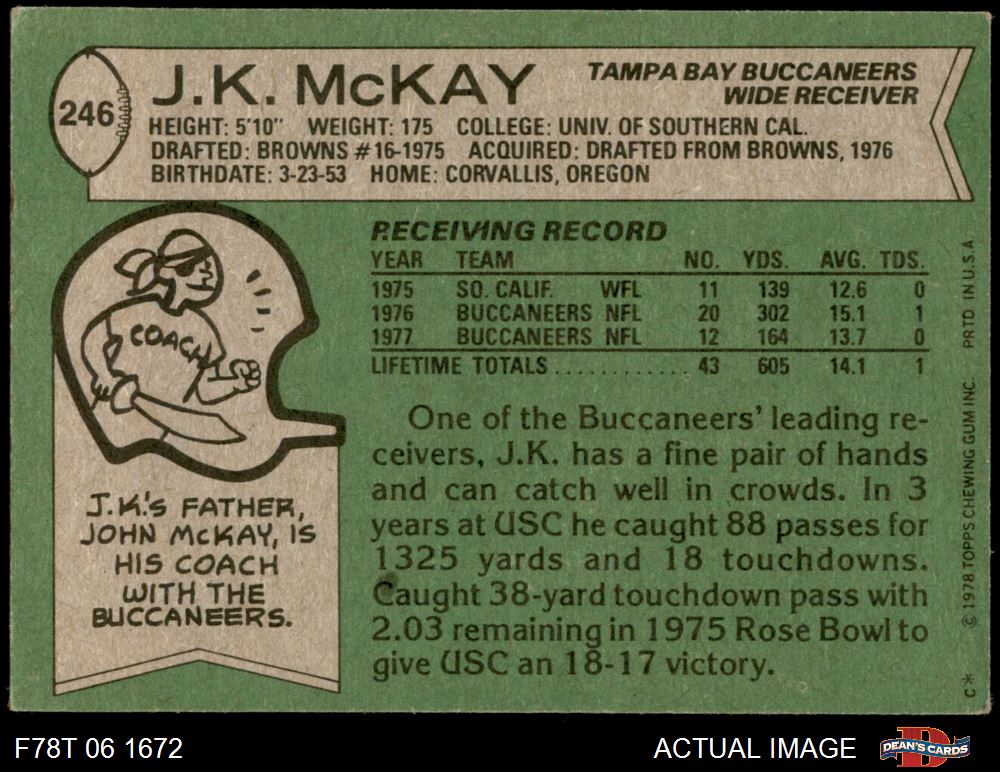 246
J.K. McKAY
TAMPA BAY BUCCANEERS
WIDE RECEIVER
HEIGHT: 5'10" WEIGHT: 175 COLLEGE: UNIV. OF SOUTHERN CAL.
DRAFTED: BROWNS #16-1975 ACQUIRED: DRAFTED FROM BROWNS, 1976
BIRTHDATE: 3-23-53 HOME: CORVALLIS, OREGON
COACH
J.K.'s FATHER,
JOHN McKAY, IS
HIS COACH
WITH THE
BUCCANEERS.
RECEIVING RECORD
YEAR TEAM NO. YDS. AVG. TDS.
1975 SO. CALIF. WFL 11 139 12.6 0
1976 BUCCANEERS NFL 20 302 15.1 1
1977 BUCCANEERS NFL 12 164 13.7 0
LIFETIME TOTALS............ 43 605 14.1 1
One of the Buccaneers' leading re-
ceivers, J.K. has a fine pair of hands
and can catch well in crowds. In 3
years at USC he caught 88 passes for
1325 yards and 18 touchdowns.
Caught 38-yard touchdown pass with
2.03 remaining in 1975 Rose Bowl to
give USC an 18-17 victory.
C* © 1978 TOPPS CHEWING GUM INC. PRTD. IN U.S.A.
F78T 06 1672
ACTUAL IMAGE
D
DEAN'S CARDS